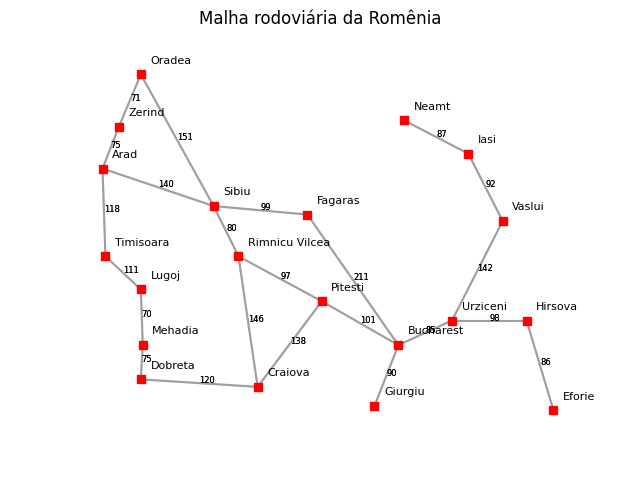 Malha rodoviária da Romênia
Oradea
71
Zerind
Neamt
87
151
Iasi
75
Arad
140
92
Sibiu
Fagaras
99
Vaslui
118
80
Timisoara
Rimnicu Vilcea
111
142
Lugoj
97
211
Pitesti
70
146
101
Urziceni
98
Hirsova
Mehadia
138
Bucharest
85
75
Dobreta
86
120
Craiova
90
Giurgiu
Eforie